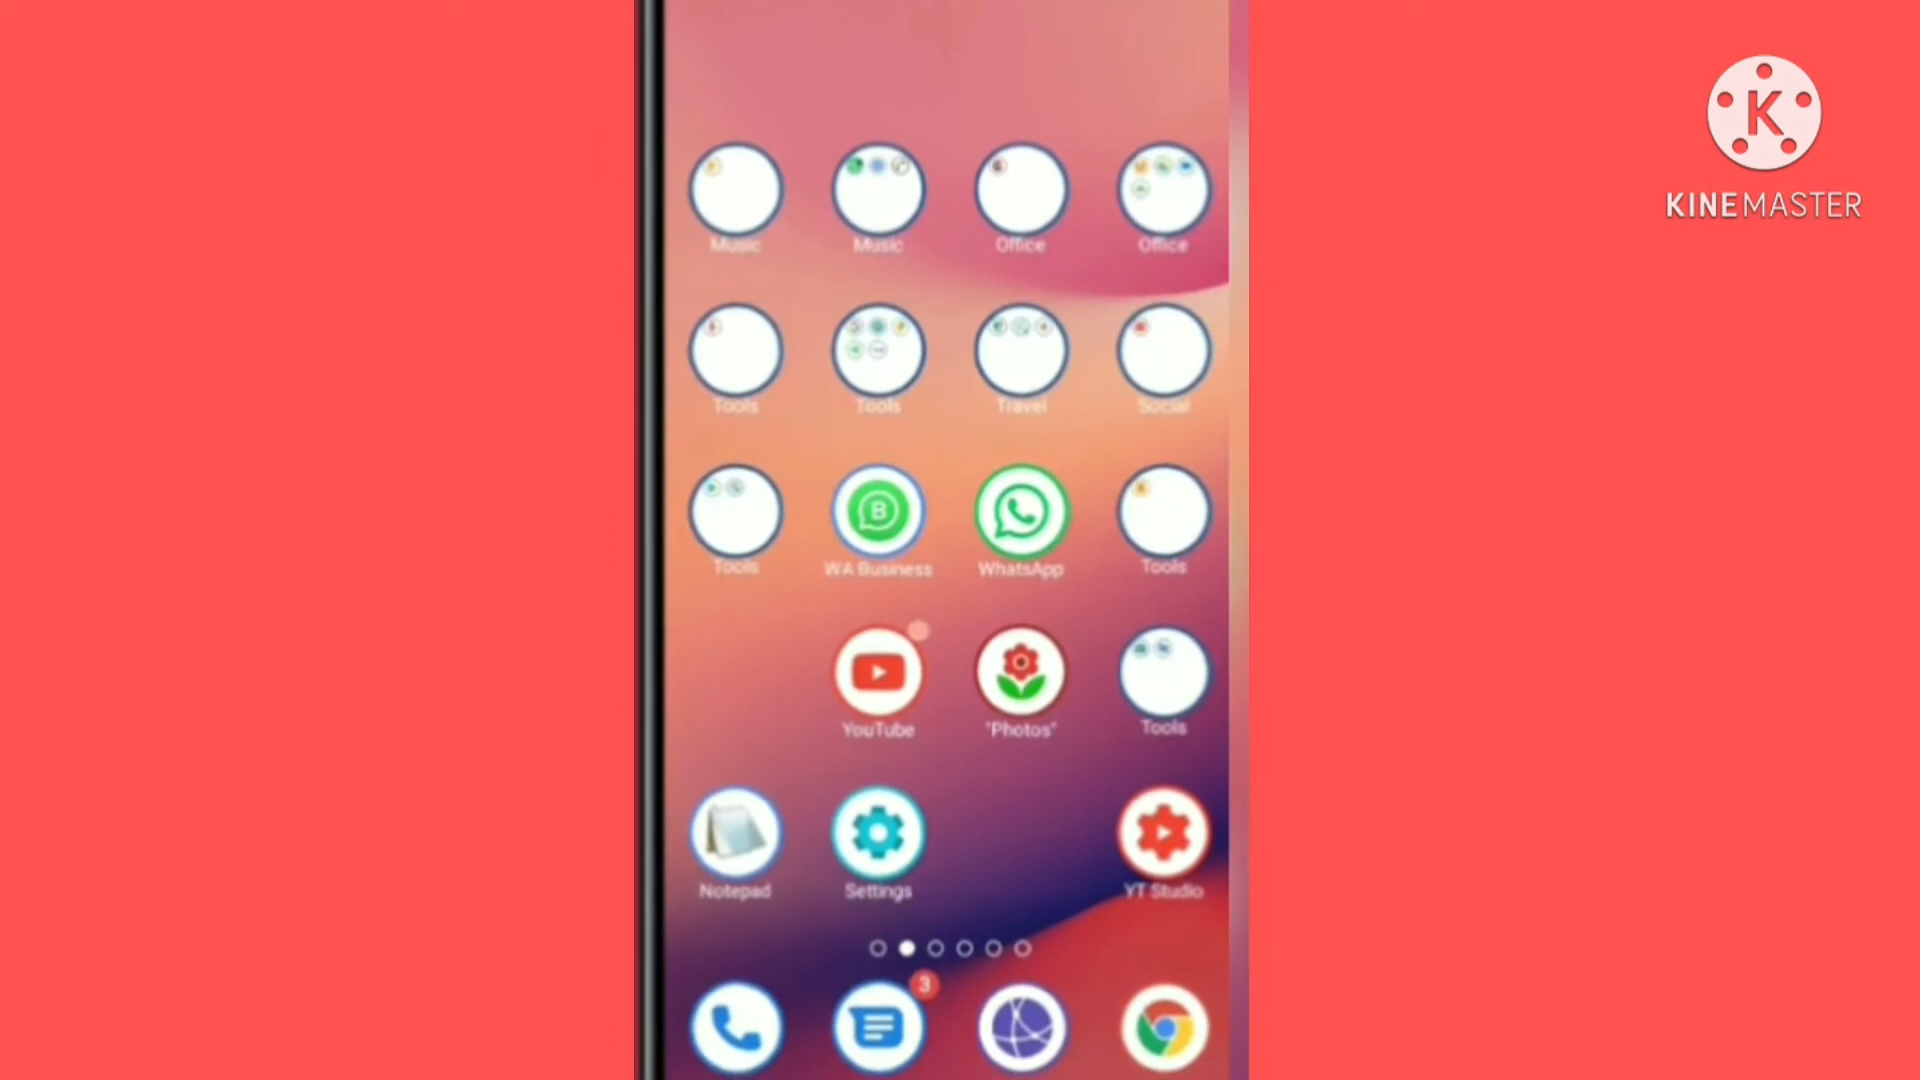 KINEMASTER
Music Music Office Office
Tools Tools Travel Social
Tools WA Business WhatsApp Tools
YouTube "Photos" Tools
Notepad Settings YT Studio
3